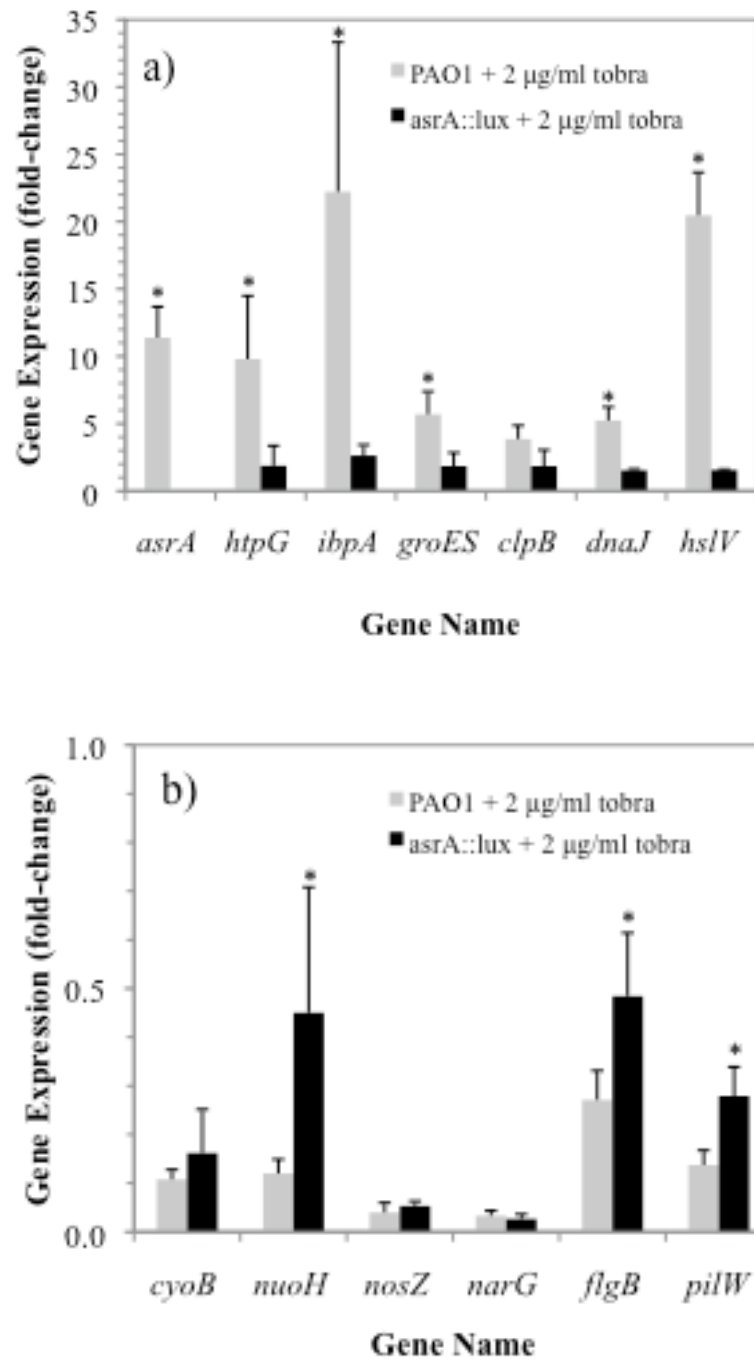 a)
PAO1 + 2 µg/ml tobra
asrA::lux + 2 µg/ml tobra
Gene Expression (fold-change)
35
30
25
20
15
10
5
0
*
*
*
*
*
*
asrA htpG ibpA groES clpB dnaJ hslV
Gene Name
b)
PAO1 + 2 µg/ml tobra
asrA::lux + 2 µg/ml tobra
Gene Expression (fold-change)
1.0
0.5
0.0
*
*
*
cyoB nuoH nosZ narG flgB pilW
Gene Name